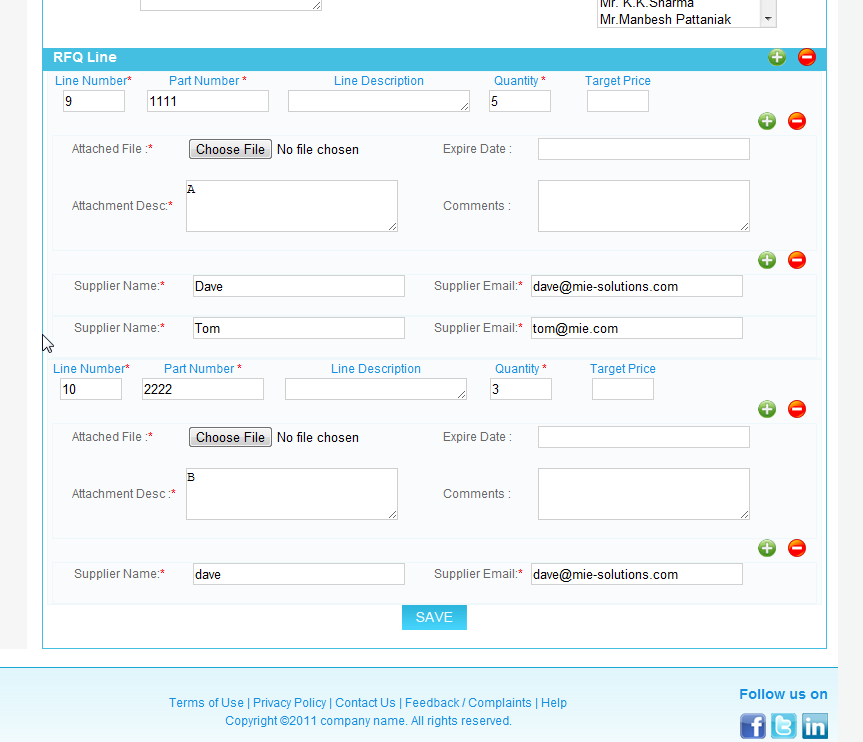 Mr. K.K.Sharma
Mr.Manbesh Pattaniak
RFQ Line
Line Number* Part Number * Line Description Quantity * Target Price
9 1111 5
Attached File :* Choose File No file chosen Expire Date :
Attachment Desc:* A Comments :
Supplier Name:* Dave Supplier Email:* dave@mie-solutions.com
Supplier Name:* Tom Supplier Email:* tom@mie.com
Line Number* Part Number * Line Description Quantity * Target Price
10 2222 3
Attached File :* Choose File No file chosen Expire Date :
Attachment Desc :* B Comments :
Supplier Name:* dave Supplier Email:* dave@mie-solutions.com
SAVE
Follow us on
Terms of Use | Privacy Policy | Contact Us | Feedback / Complaints | Help
Copyright ©2011 company name. All rights reserved.
f t in